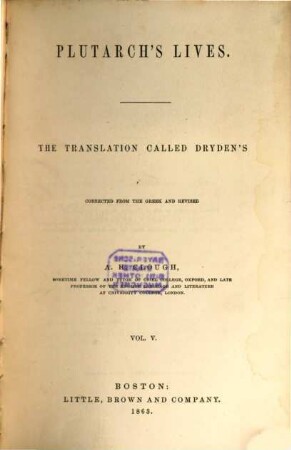 PLUTARCH'S LIVES.
THE TRANSLATION CALLED DRYDEN'S
CORRECTED FROM THE GREEK AND REVISED
BY
A. H. CLOUGH,
SOMETIME FELLOW AND TUTOR OF ORIEL COLLEGE, OXFORD, AND LATE
PROFESSOR OF THE ENGLISH LANGUAGE AND LITERATURE
AT UNIVERSITY COLLEGE, LONDON.
VOL. V.
BOSTON:
LITTLE, BROWN AND COMPANY.
1863.